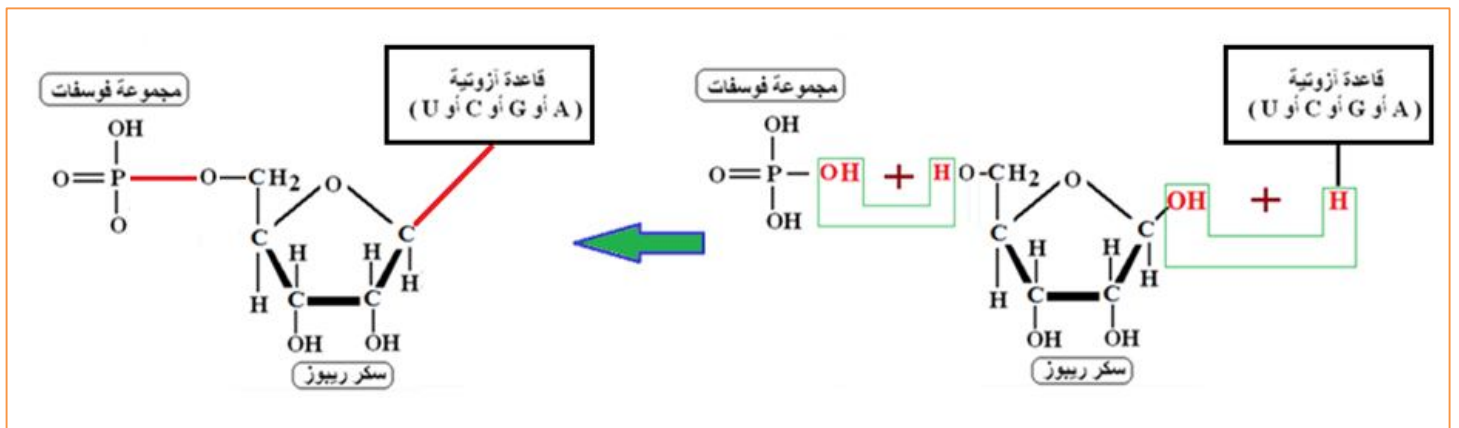 قاعدة آزوتية
( A أو G أو C أو U )
مجموعة فوسفات
OH
O=P-OH + HO-CH₂ O
OH
OH + H
C C
H H H H
C C
OH OH
سكر ريبوز
قاعدة آزوتية
( A أو G أو C أو U )
مجموعة فوسفات
OH
O=P-O-CH₂ O
O
C C
H H H H
C C
OH OH
سكر ريبوز